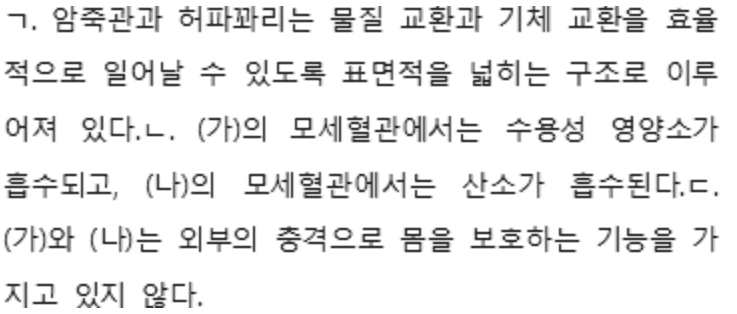 ㄱ. 암죽관과 허파꽈리는 물질 교환과 기체 교환을 효율
적으로 일어날 수 있도록 표면적을 넓히는 구조로 이루
어져 있다.ㄴ. (가)의 모세혈관에서는 수용성 영양소가
흡수되고, (나)의 모세혈관에서는 산소가 흡수된다.ㄷ.
(가)와 (나)는 외부의 충격으로 몸을 보호하는 기능을 가
지고 있지 않다.